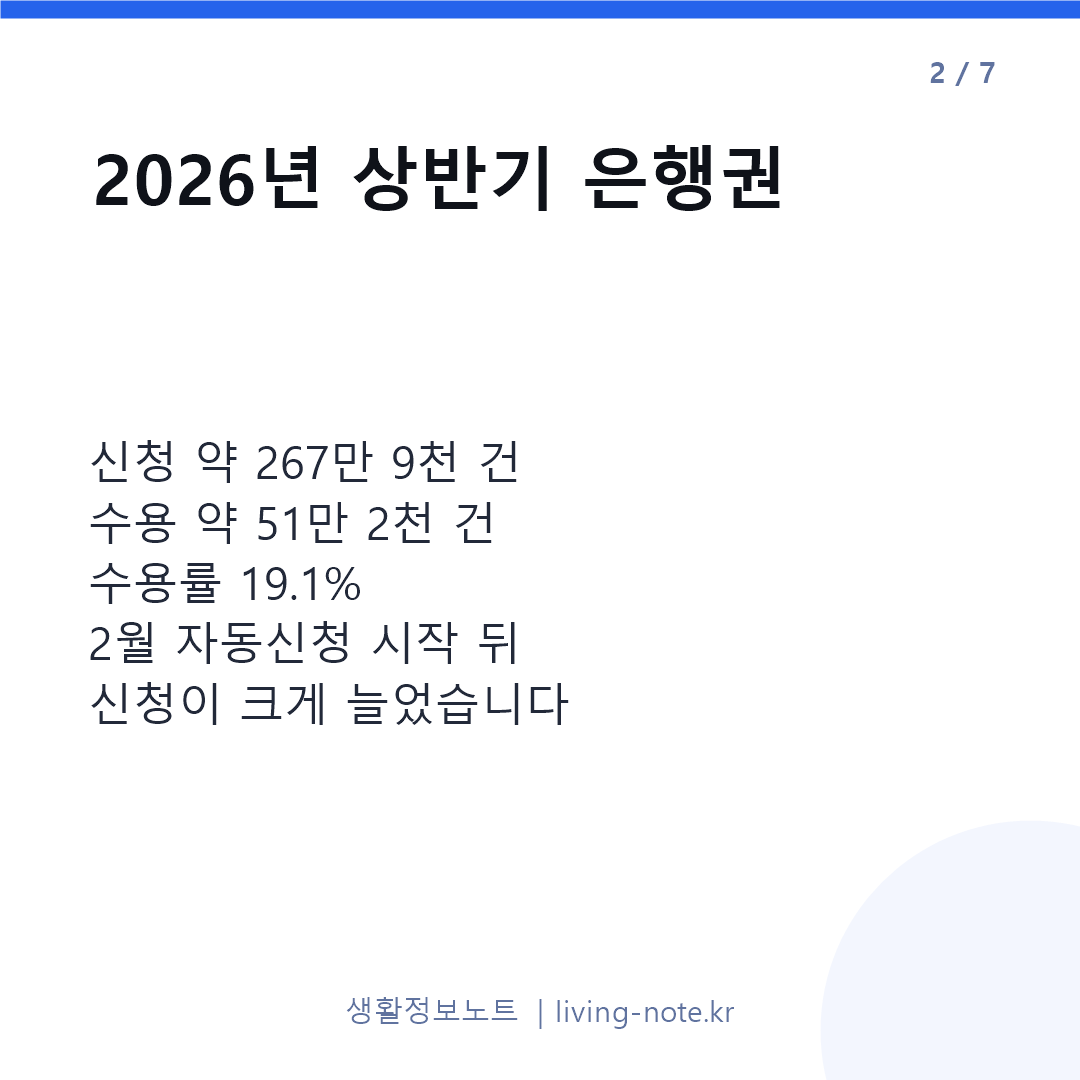 2 / 7
2026년 상반기 은행권
신청 약 267만 9천 건
수용 약 51만 2천 건
수용률 19.1%
2월 자동신청 시작 뒤
신청이 크게 늘었습니다
생활정보노트 | living-note.kr